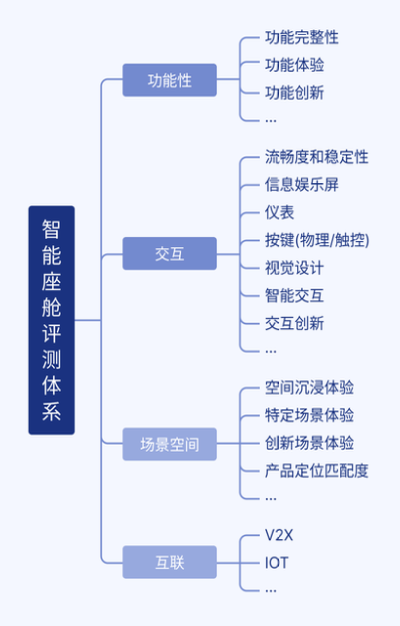 智能座舱评测体系
功能性
功能完整性
功能体验
功能创新
...
交互
流畅度和稳定性
信息娱乐屏
仪表
按键(物理/触控)
视觉设计
智能交互
交互创新
...
场景空间
空间沉浸体验
特定场景体验
创新场景体验
产品定位匹配度
...
互联
V2X
IOT
...